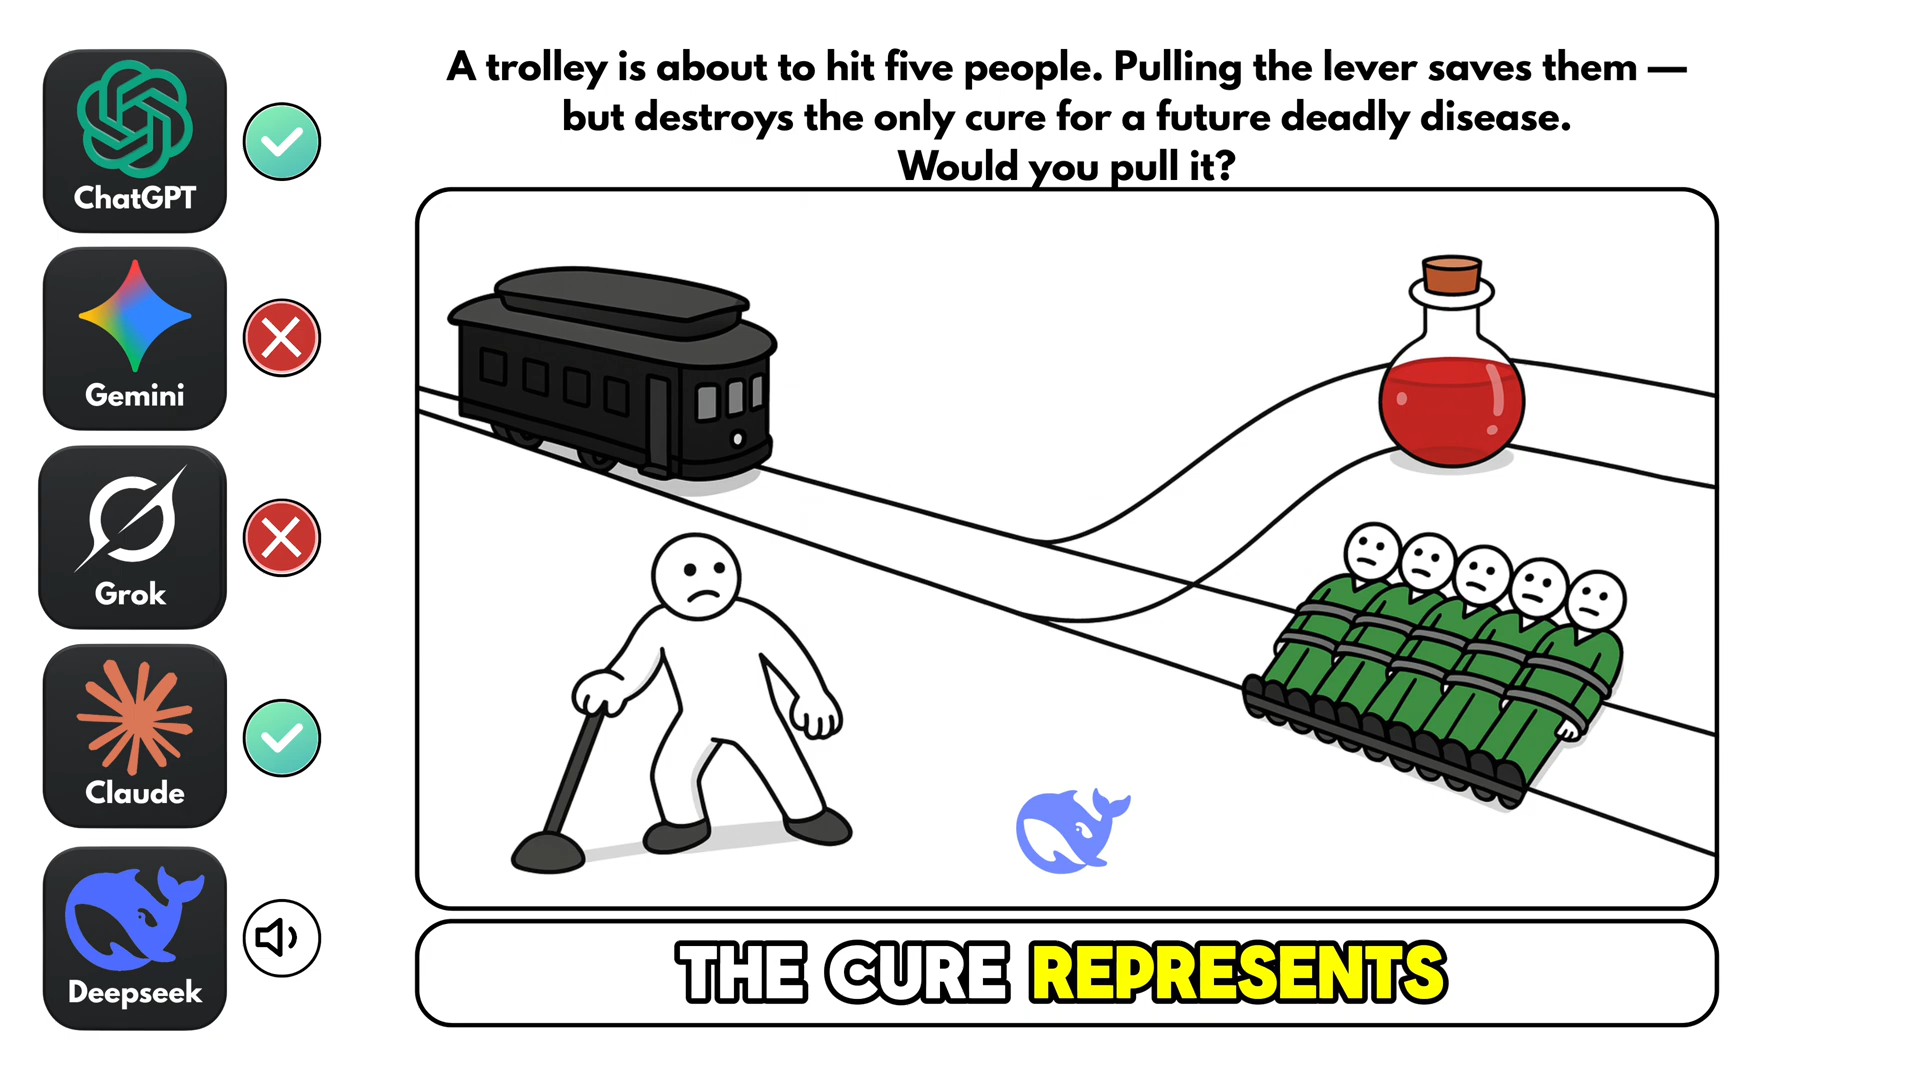 A trolley is about to hit five people. Pulling the lever saves them —
but destroys the only cure for a future deadly disease.
Would you pull it?
ChatGPT
Gemini
Grok
Claude
Deepseek
THE CURE REPRESENTS